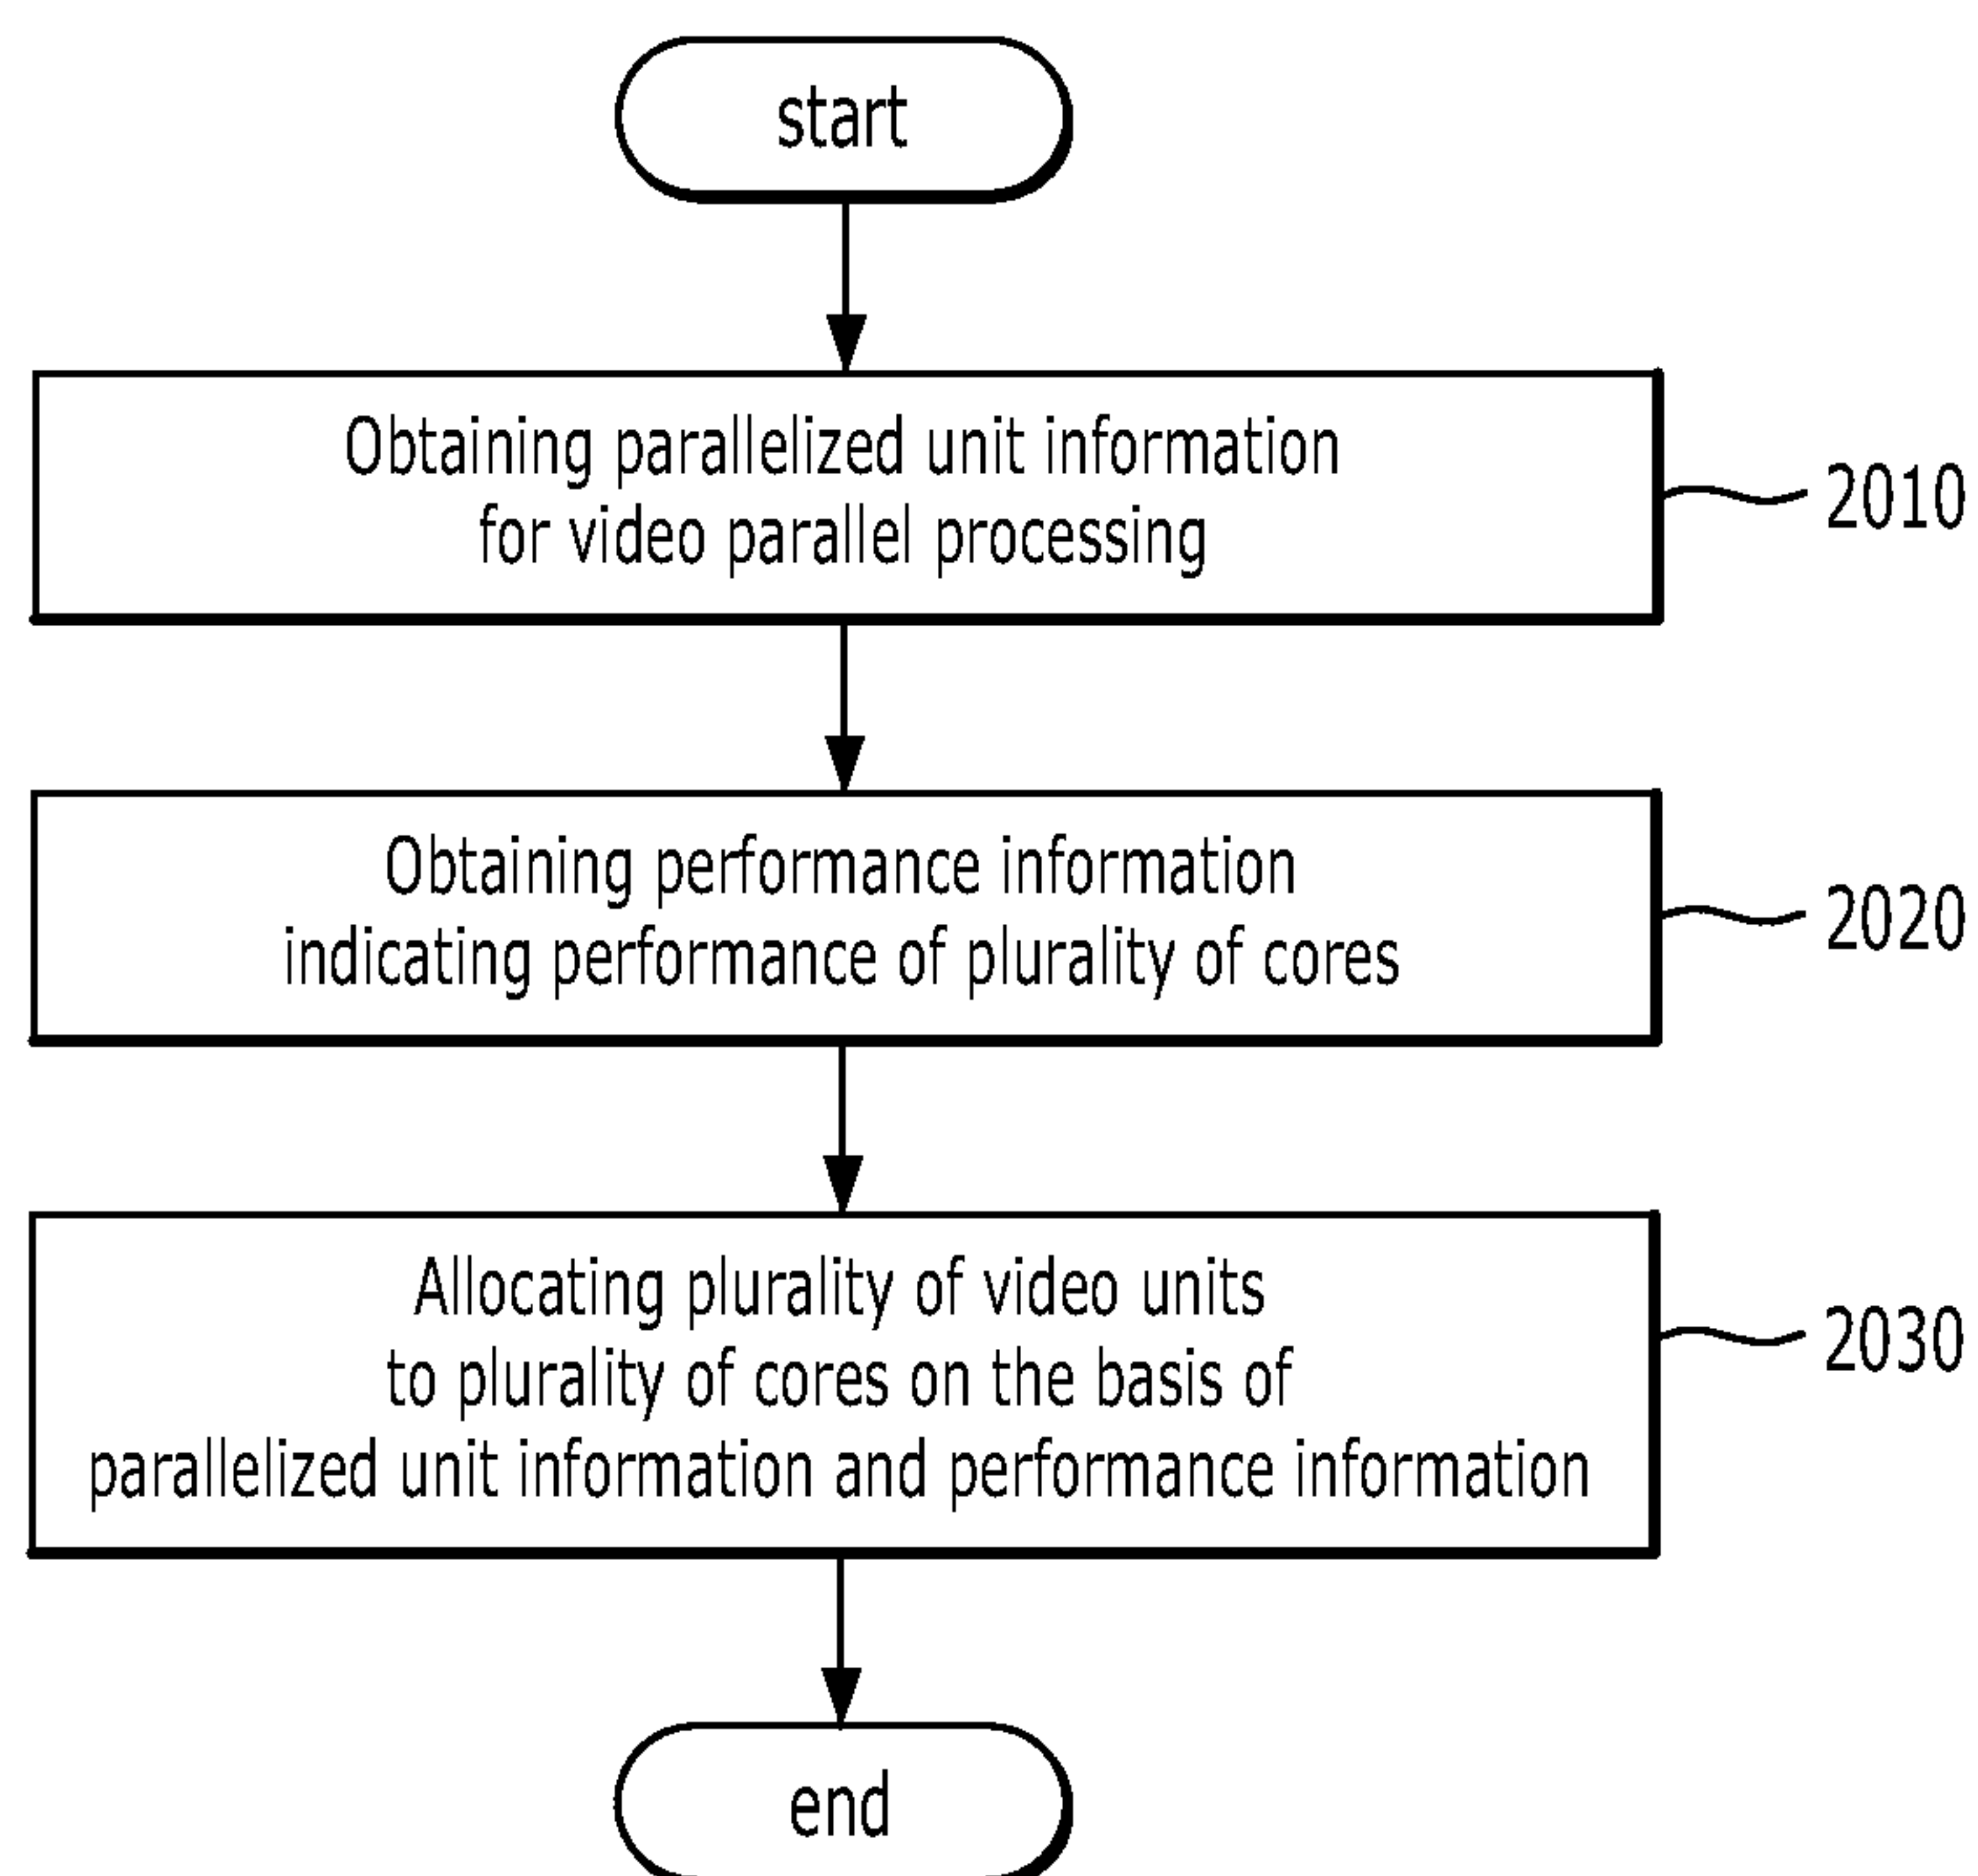 start
Obtaining parallelized unit information
for video parallel processing
2010
Obtaining performance information
indicating performance of plurality of cores
2020
Allocating plurality of video units
to plurality of cores on the basis of
parallelized unit information and performance information
2030
end